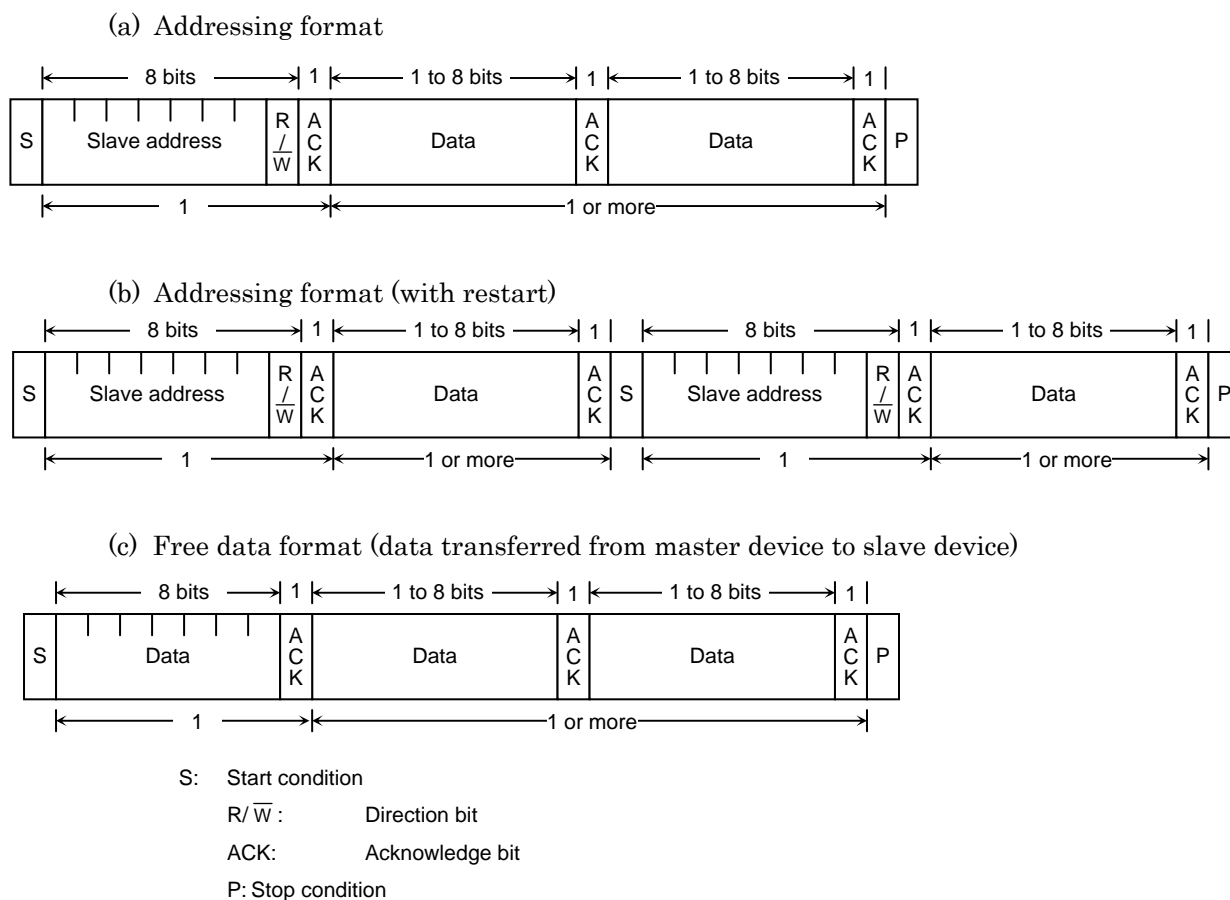 (a) Addressing format
8 bits 1 1 to 8 bits 1 1 to 8 bits 1
S Slave address R/W̅ ACK Data ACK Data ACK P
1 1 or more
(b) Addressing format (with restart)
8 bits 1 1 to 8 bits 1 8 bits 1 1 to 8 bits 1
S Slave address R/W̅ ACK Data ACK S Slave address R/W̅ ACK Data ACK P
1 1 or more 1 1 or more
(c) Free data format (data transferred from master device to slave device)
8 bits 1 1 to 8 bits 1 1 to 8 bits 1
S Data ACK Data ACK Data ACK P
1 1 or more
S: Start condition
R/W̅ : Direction bit
ACK: Acknowledge bit
P: Stop condition